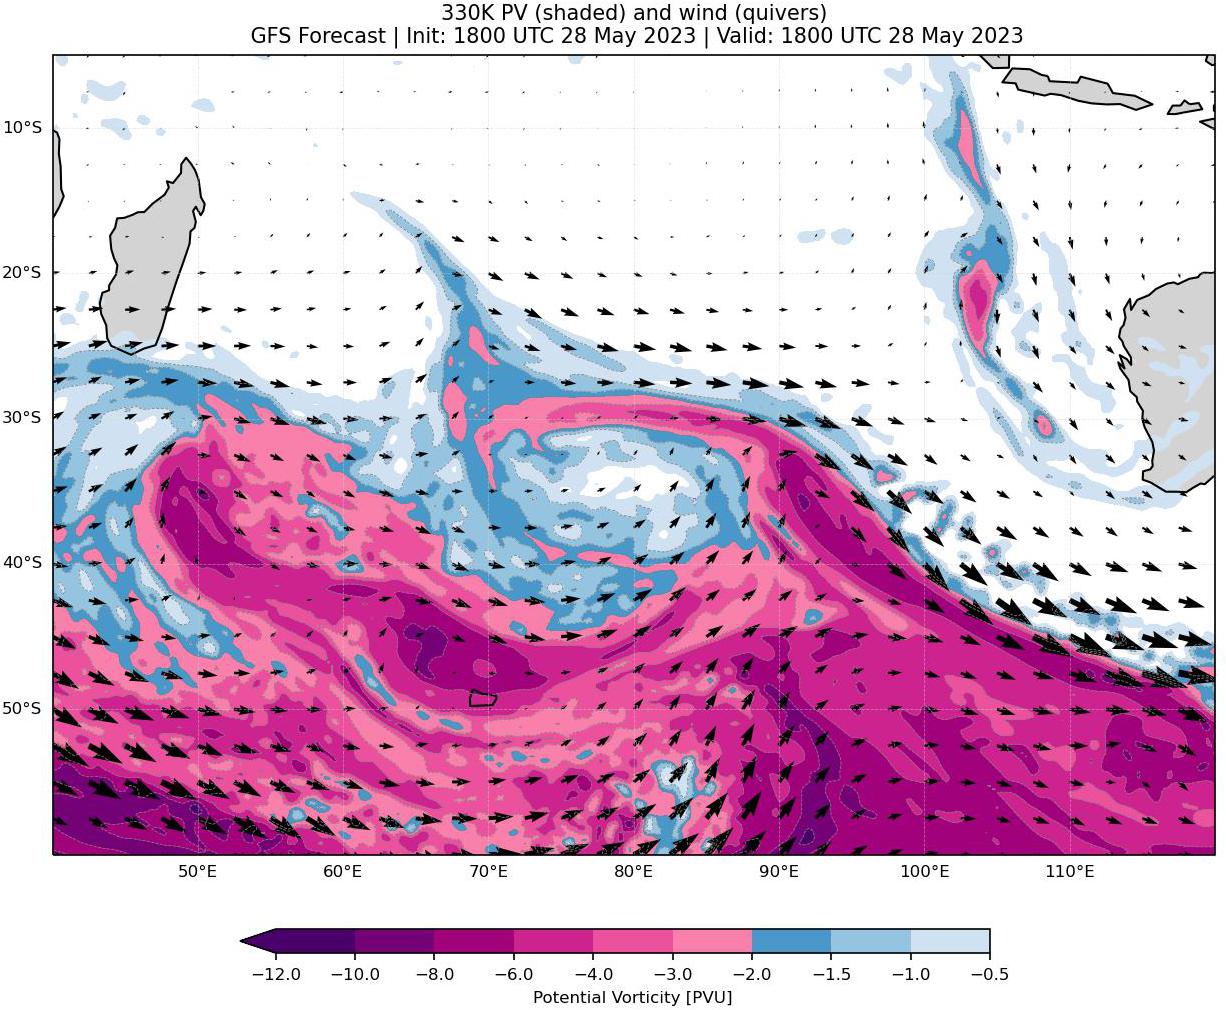 330K PV (shaded) and wind (quivers)
GFS Forecast | Init: 1800 UTC 28 May 2023 | Valid: 1800 UTC 28 May 2023
10°S
20°S
30°S
40°S
50°S
50°E 60°E 70°E 80°E 90°E 100°E 110°E
−12.0 −10.0 −8.0 −6.0 −4.0 −3.0 −2.0 −1.5 −1.0 −0.5
Potential Vorticity [PVU]